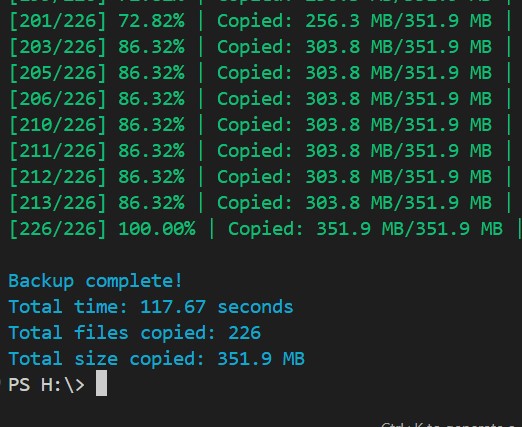 [201/226] 72.82% | Copied: 256.3 MB/351.9 MB |
[203/226] 86.32% | Copied: 303.8 MB/351.9 MB |
[205/226] 86.32% | Copied: 303.8 MB/351.9 MB |
[206/226] 86.32% | Copied: 303.8 MB/351.9 MB |
[210/226] 86.32% | Copied: 303.8 MB/351.9 MB |
[211/226] 86.32% | Copied: 303.8 MB/351.9 MB |
[212/226] 86.32% | Copied: 303.8 MB/351.9 MB |
[213/226] 86.32% | Copied: 303.8 MB/351.9 MB |
[226/226] 100.00% | Copied: 351.9 MB/351.9 MB |
Backup complete!
Total time: 117.67 seconds
Total files copied: 226
Total size copied: 351.9 MB
PS H:\>